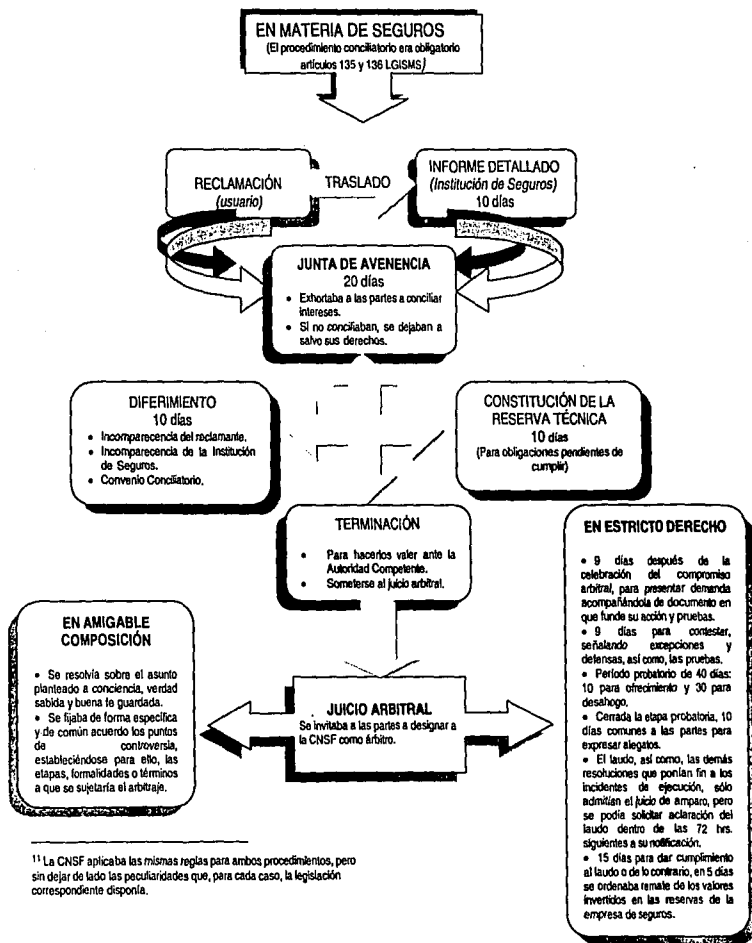 EN MATERIA DE SEGUROS
(El procedimiento conciliatorio era obligatorio
artículos 135 y 136 LGISMS)
RECLAMACIÓN
(usuario)
TRASLADO
INFORME DETALLADO
(Institución de Seguros)
10 días
JUNTA DE AVENENCIA
20 días
• Exhortaba a las partes a conciliar
intereses.
• Si no conciliaban, se dejaban a
salvo sus derechos.
DIFERIMIENTO
10 días
• Incomparecencia del reclamante.
• Incomparecencia de la Institución
de Seguros.
• Convenio Conciliatorio.
CONSTITUCIÓN DE LA
RESERVA TÉCNICA
10 días
(Para obligaciones pendientes de
cumplir)
TERMINACIÓN
• Para hacerlos valer ante la
Autoridad Competente.
• Someterse al juicio arbitral.
EN AMIGABLE
COMPOSICIÓN
• Se resolvía sobre el asunto
planteado a conciencia, verdad
sabida y buena fe guardada.
• Se fijaba de forma específica
y de común acuerdo los puntos
de controversia,
estableciéndose para ello, las
etapas, formalidades o términos
a que se sujetaría el arbitraje.
JUICIO ARBITRAL
Se invitaba a las partes a designar a
la CNSF como árbitro.
EN ESTRICTO DERECHO
• 9 días después de la
celebración del compromiso
arbitral, para presentar demanda
acompañándola de documento en
que funde su acción y pruebas.
• 9 días para contestar,
señalando excepciones y
defensas, así como, las pruebas.
• Período probatorio de 40 días:
10 para ofrecimiento y 30 para
desahogo.
• Cerrada la etapa probatoria, 10
días comunes a las partes para
expresar alegatos.
• El laudo, así como, las demás
resoluciones que ponían fin a los
incidentes de ejecución, sólo
admitían el juicio de amparo, pero
se podía solicitar aclaración del
laudo dentro de las 72 hrs.
siguientes a su notificación.
• 15 días para dar cumplimiento
al laudo o de lo contrario, en 5 días
se ordenaba remate de los valores
invertidos en las reservas de la
empresa de seguros.
11 La CNSF aplicaba las mismas reglas para ambos procedimientos, pero
sin dejar de lado las peculiaridades que, para cada caso, la legislación
correspondiente disponía.